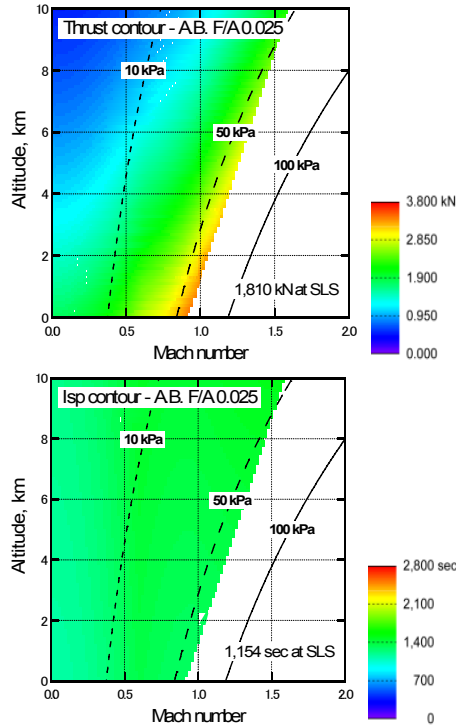 Thrust contour - A.B. F/A 0.025
10
8
6
4
2
0
Altitude, km
10 kPa
50 kPa
100 kPa
1,810 kN at SLS
0.0
0.5
1.0
1.5
2.0
Mach number
3.800 kN
2.850
1.900
0.950
0.000
Isp contour - A.B. F/A 0.025
10
8
6
4
2
0
Altitude, km
10 kPa
50 kPa
100 kPa
1,154 sec at SLS
0.0
0.5
1.0
1.5
2.0
Mach number
2,800 sec
2,100
1,400
700
0